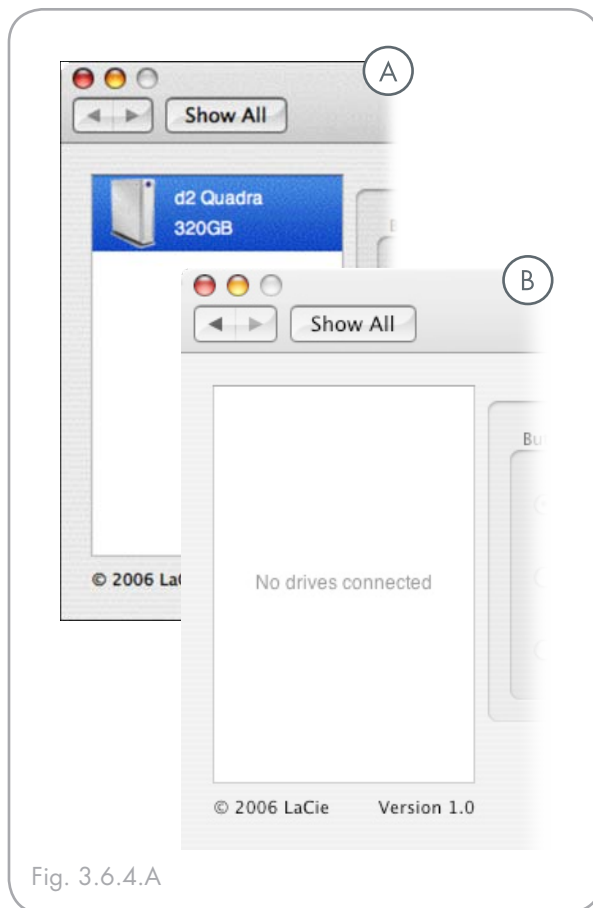 A
Show All
d2 Quadra
320GB
B
Show All
No drives connected
© 2006
© 2006 LaCie Version 1.0
Fig. 3.6.4.A